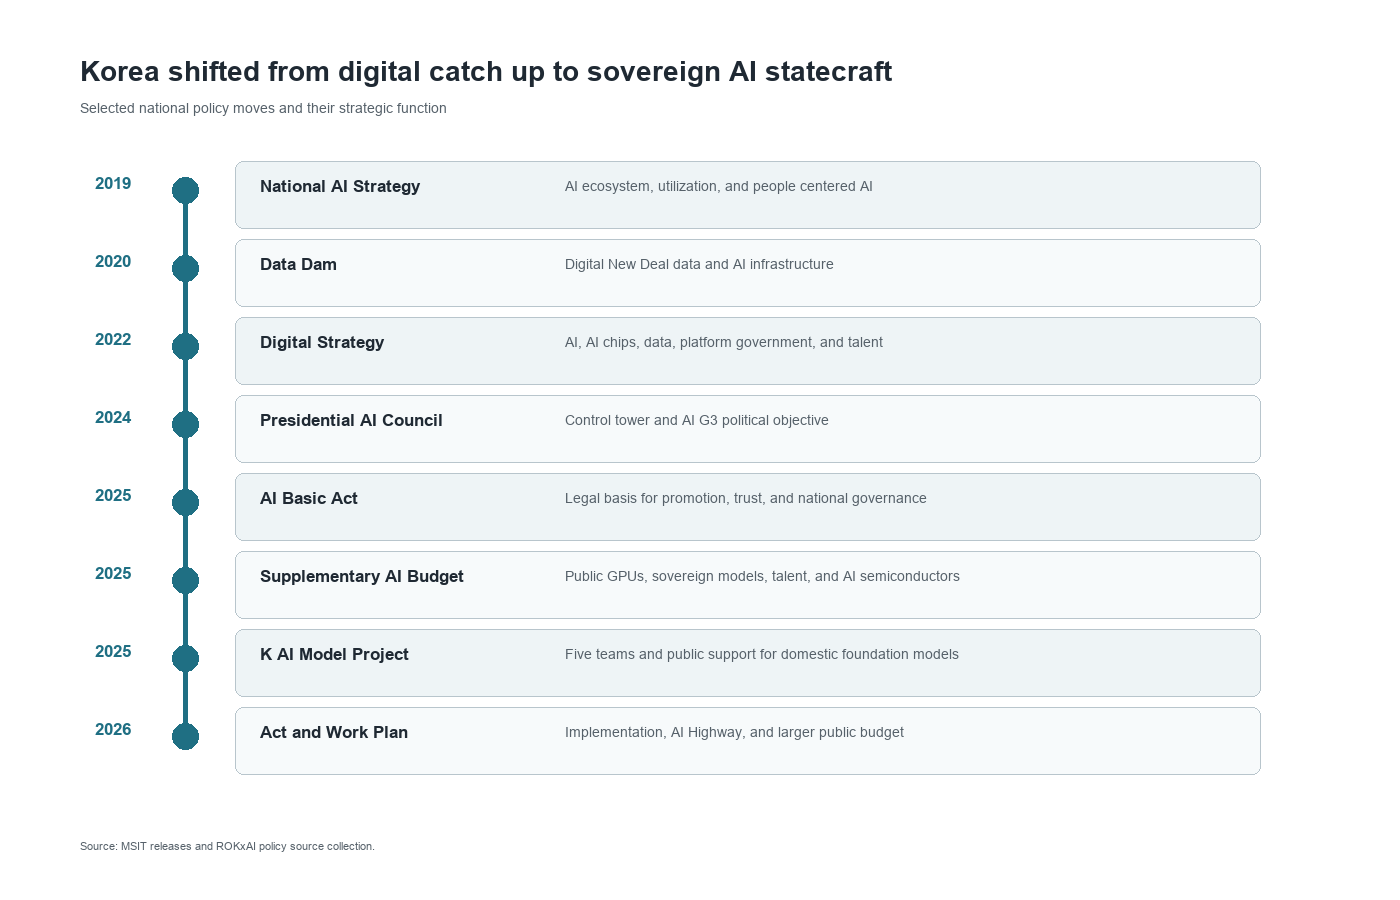 Korea shifted from digital catch up to sovereign AI statecraft
Selected national policy moves and their strategic function
2019
National AI Strategy
AI ecosystem, utilization, and people centered AI
2020
Data Dam
Digital New Deal data and AI infrastructure
2022
Digital Strategy
AI, AI chips, data, platform government, and talent
2024
Presidential AI Council
Control tower and AI G3 political objective
2025
AI Basic Act
Legal basis for promotion, trust, and national governance
2025
Supplementary AI Budget
Public GPUs, sovereign models, talent, and AI semiconductors
2025
K AI Model Project
Five teams and public support for domestic foundation models
2026
Act and Work Plan
Implementation, AI Highway, and larger public budget
Source: MSIT releases and ROKxAI policy source collection.